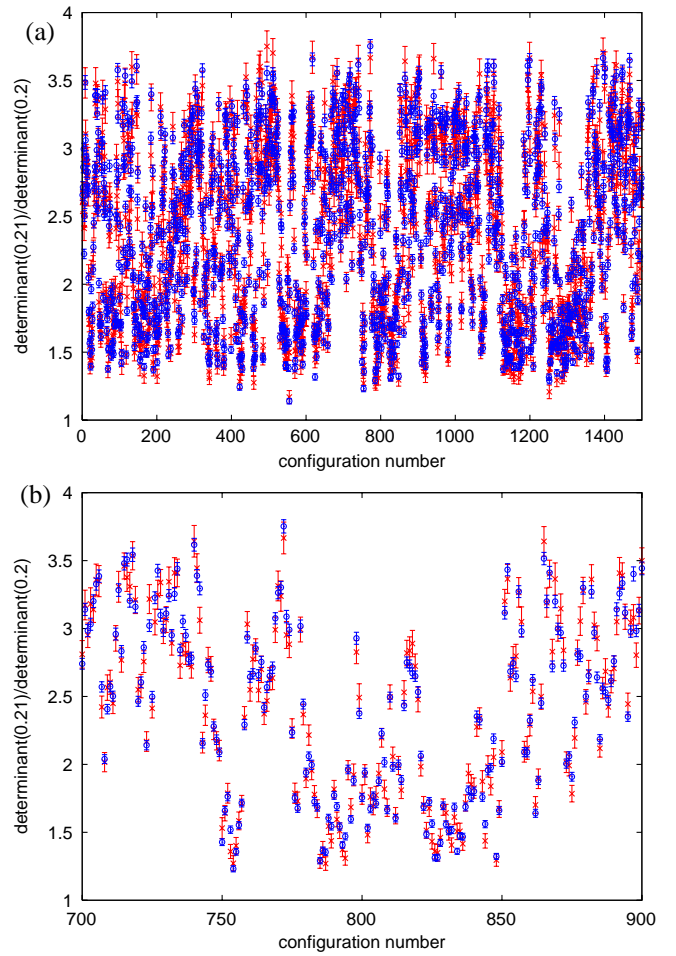 (a)
determinant(0.21)/determinant(0.2)
4
3.5
3
2.5
2
1.5
1
0 200 400 600 800 1000 1200 1400
configuration number
(b)
determinant(0.21)/determinant(0.2)
4
3.5
3
2.5
2
1.5
1
700 750 800 850 900
configuration number